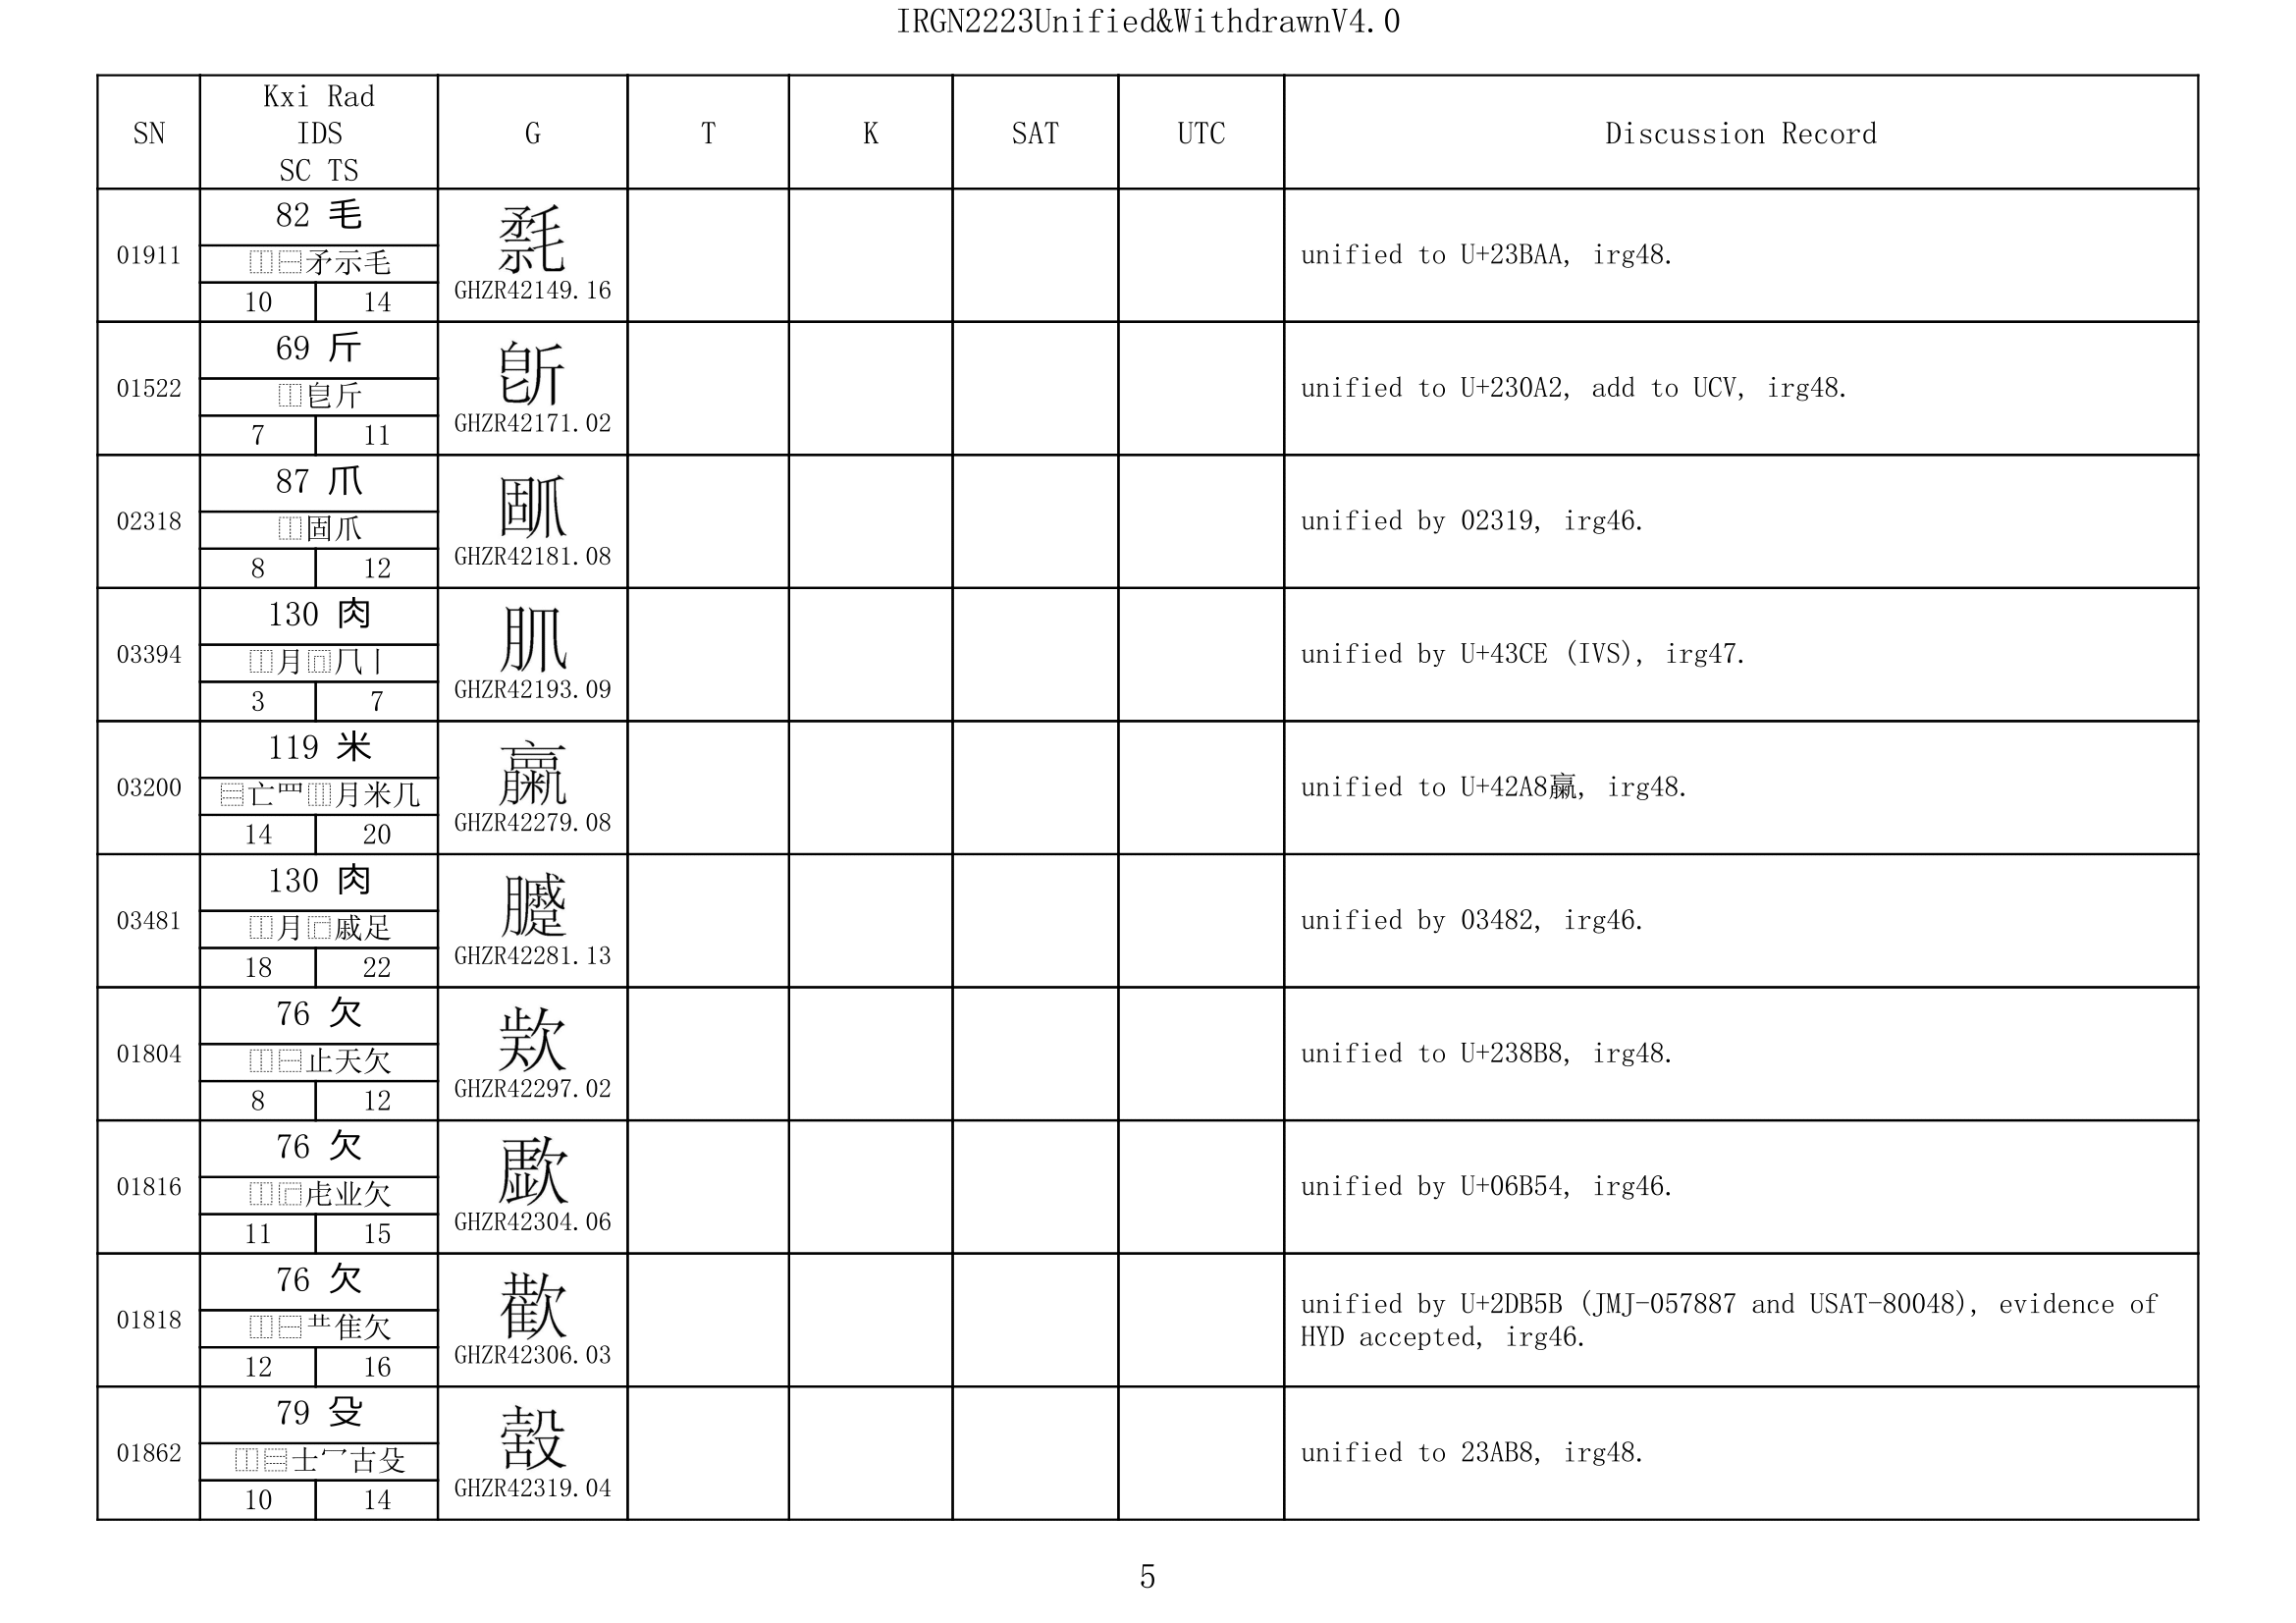 IRGN2223Unified&WithdrawnV4.0
SN
Kxi Rad
IDS
SC TS
G
T
K
SAT
UTC
Discussion Record
01911
82 毛
⿰⿱矛示毛
10 14
GHZR42149.16
unified to U+23BAA, irg48.
01522
69 斤
⿰皀斤
7 11
GHZR42171.02
unified to U+230A2, add to UCV, irg48.
02318
87 爪
⿰固爪
8 12
GHZR42181.08
unified by 02319, irg46.
03394
130 肉
⿰月⿵⺇丨
3 7
GHZR42193.09
unified by U+43CE (IVS), irg47.
03200
119 米
⿳亡罒⿲月米几
14 20
GHZR42279.08
unified to U+42A8䊨, irg48.
03481
130 肉
⿰月⿵戚足
18 22
GHZR42281.13
unified by 03482, irg46.
01804
76 欠
⿰⿱止天欠
8 12
GHZR42297.02
unified to U+238B8, irg48.
01816
76 欠
⿰⿸虍业欠
11 15
GHZR42304.06
unified by U+06B54, irg46.
01818
76 欠
⿰⿱龷隹欠
12 16
GHZR42306.03
unified by U+2DB5B (JMJ-057887 and USAT-80048), evidence of
HYD accepted, irg46.
01862
79 殳
⿰⿳士冖古殳
10 14
GHZR42319.04
unified to 23AB8, irg48.
5